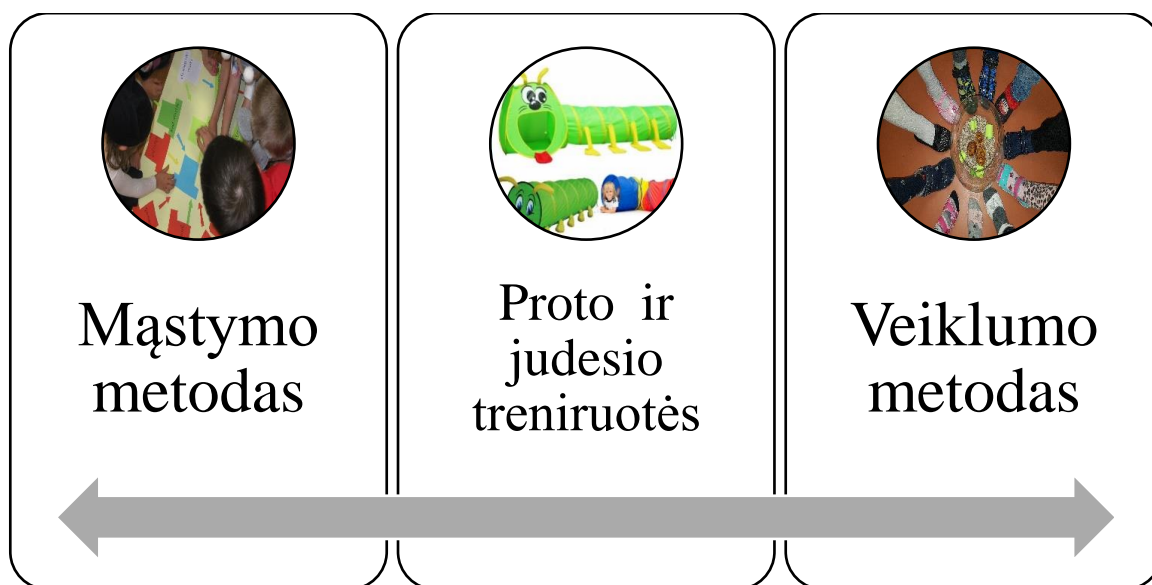 Mąstymo
metodas
Proto ir
judesio
treniruotės
Veiklumo
metodas